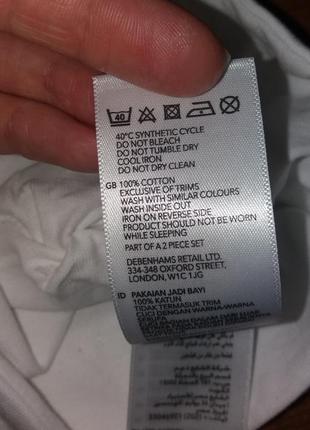 40
40°C SYNTHETIC CYCLE
DO NOT BLEACH
DO NOT TUMBLE DRY
COOL IRON
DO NOT DRY CLEAN
GB 100% COTTON
EXCLUSIVE OF TRIMS
WASH WITH SIMILAR COLOURS
WASH INSIDE OUT
IRON ON REVERSE SIDE
PRODUCT SHOULD NOT BE WORN
WHILE SLEEPING
PART OF A 2 PIECE SET
DEBENHAMS RETAIL LTD.
334-348 OXFORD STREET,
LONDON, W1C 1JG
ID PAKAIAN JADI BAYI
100% KATUN
TIDAK TERMASUK TRIM
CUCI DENGAN WARNA-WARNA
SERUPA